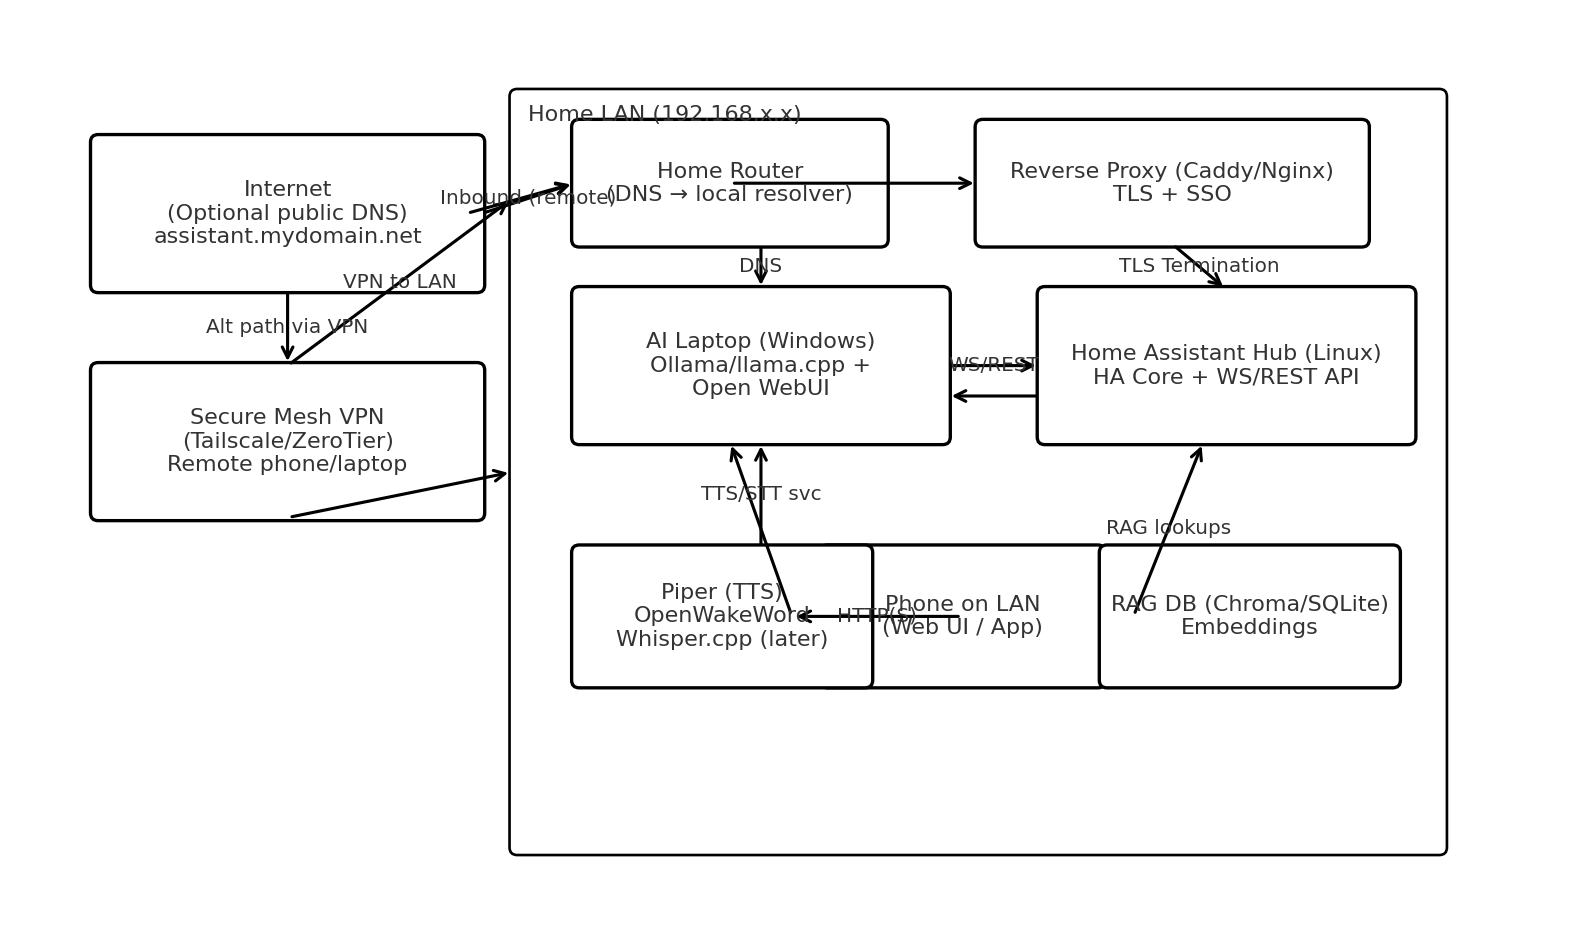 Home LAN (192.168.x.x)
Internet
(Optional public DNS)
assistant.mydomain.net
Inbound (remote)
Home Router
(DNS → local resolver)
Reverse Proxy (Caddy/Nginx)
TLS + SSO
VPN to LAN
DNS
TLS Termination
Alt path via VPN
AI Laptop (Windows)
Ollama/llama.cpp +
Open WebUI
WS/REST
Home Assistant Hub (Linux)
HA Core + WS/REST API
Secure Mesh VPN
(Tailscale/ZeroTier)
Remote phone/laptop
TTS/STT svc
RAG lookups
Piper (TTS)
OpenWakeWord
Whisper.cpp (later)
HTTP(S)
Phone on LAN
(Web UI / App)
RAG DB (Chroma/SQLite)
Embeddings